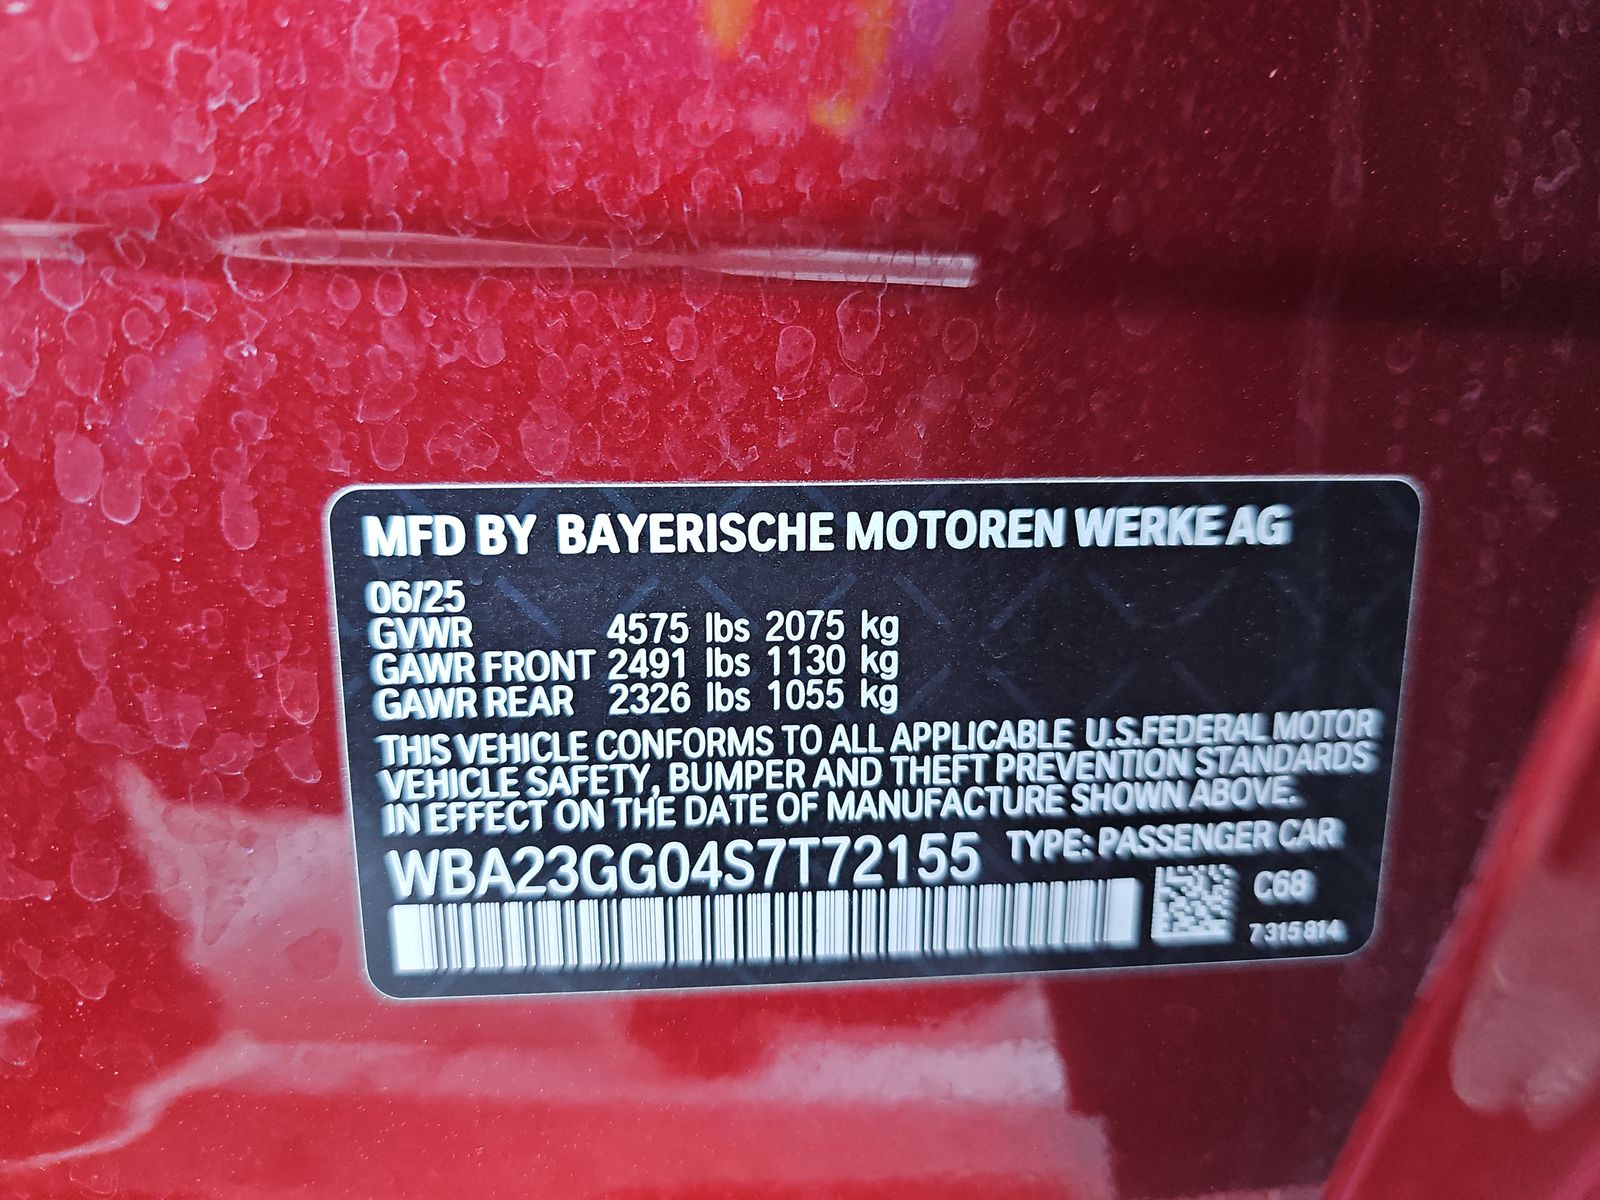 MFD BY BAYERISCHE MOTOREN WERKE AG
06/25
GVWR 4575 lbs 2075 kg
GAWR FRONT 2491 lbs 1130 kg
GAWR REAR 2326 lbs 1055 kg
THIS VEHICLE CONFORMS TO ALL APPLICABLE U.S.FEDERAL MOTOR
VEHICLE SAFETY, BUMPER AND THEFT PREVENTION STANDARDS
IN EFFECT ON THE DATE OF MANUFACTURE SHOWN ABOVE.
WBA23GG04S7T72155 TYPE: PASSENGER CAR
C68
7 315 814